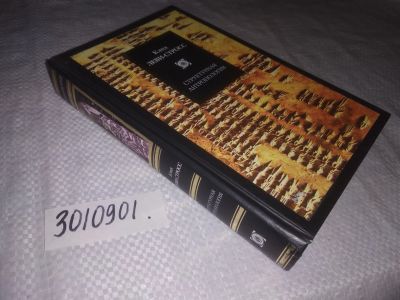 Клод
ЛЕВИ-СТРОСС
СТРУКТУРНАЯ
АНТРОПОЛОГИЯ
3010901.